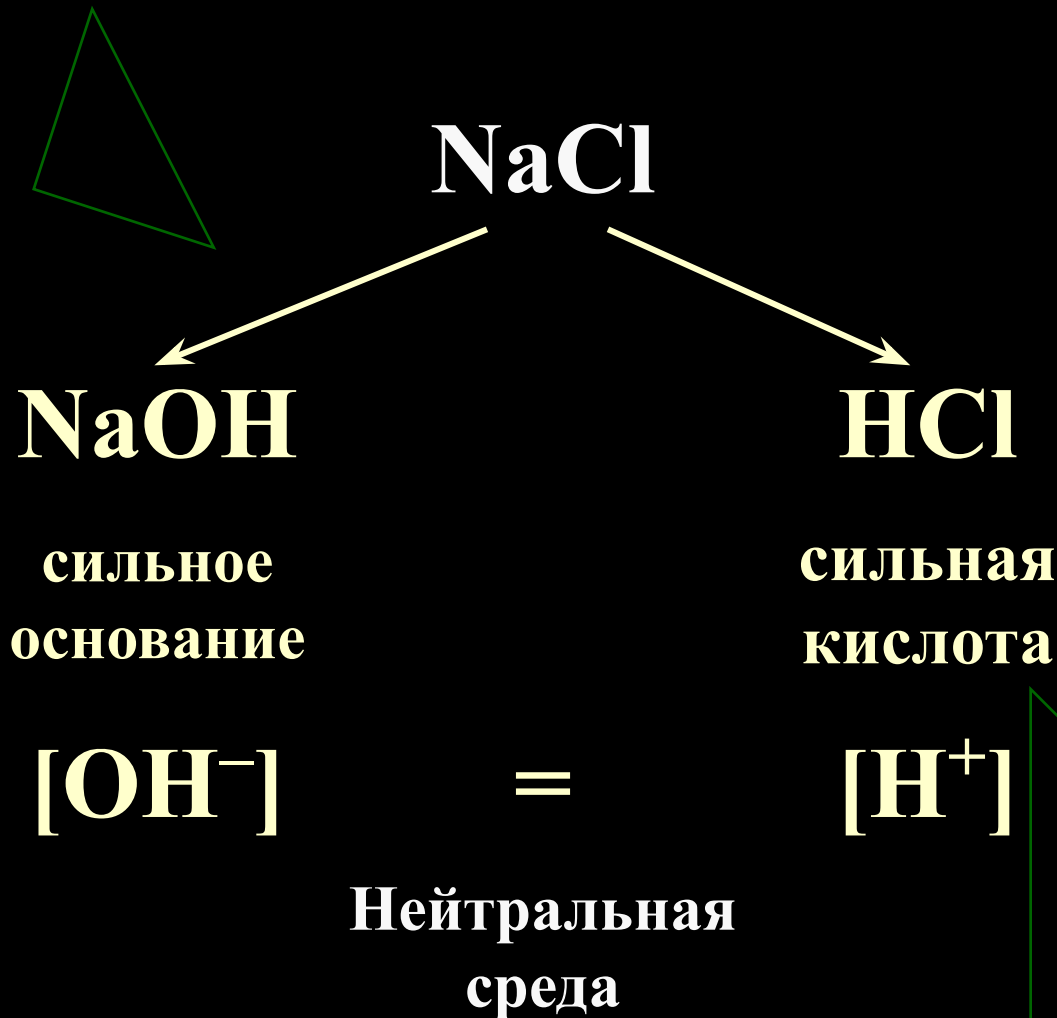 NaCl
NaOH HCl
сильное сильная
основание кислота
[OH⁻] = [H⁺]
Нейтральная
среда